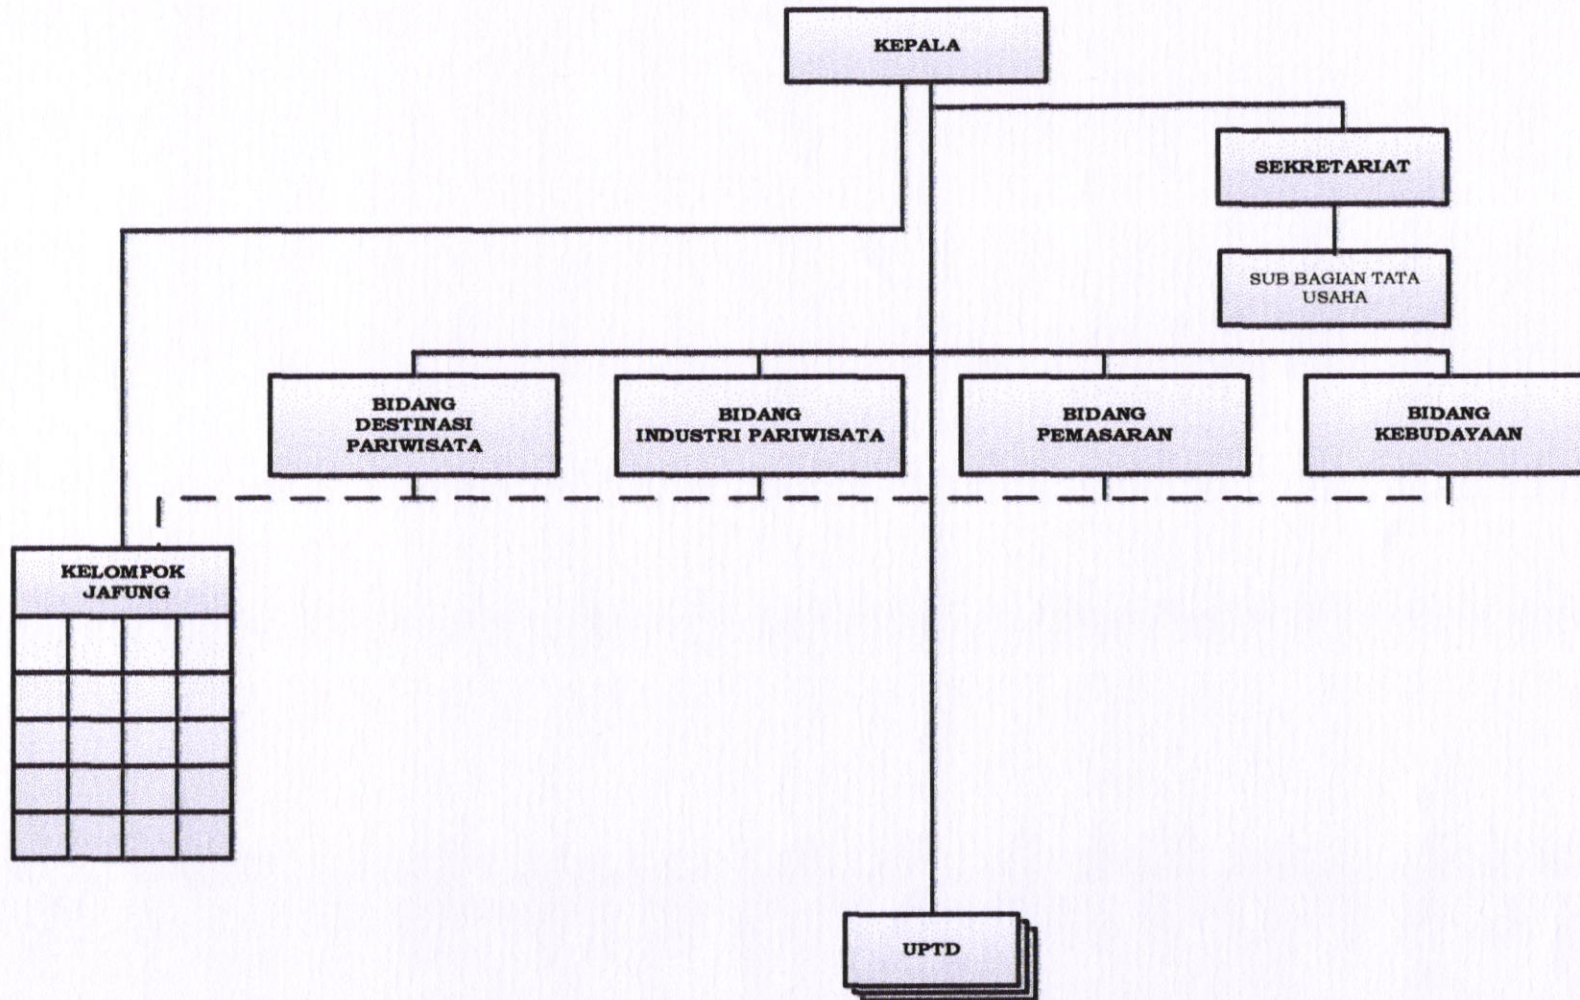 KEPALA
SEKRETARIAT
SUB BAGIAN TATA
USAHA
BIDANG
DESTINASI
PARIWISATA
BIDANG
INDUSTRI PARIWISATA
BIDANG
PEMASARAN
BIDANG
KEBUDAYAAN
KELOMPOK
JAFUNG
UPTD